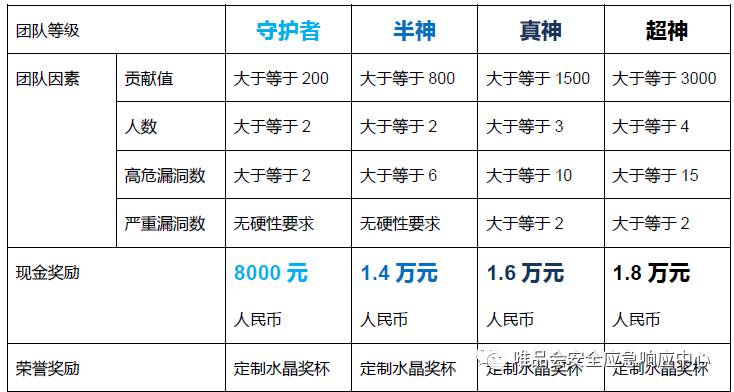 团队等级 守护者 半神 真神 超神
团队因素 贡献值 大于等于 200 大于等于 800 大于等于 1500 大于等于 3000
人数 大于等于 2 大于等于 2 大于等于 3 大于等于 4
高危漏洞数 大于等于 2 大于等于 6 大于等于 10 大于等于 15
严重漏洞数 无硬性要求 无硬性要求 大于等于 2 大于等于 2
现金奖励 8000 元 1.4 万元 1.6 万元 1.8 万元
人民币 人民币 人民币 人民币
荣誉奖励 定制水晶奖杯 定制水晶奖杯 定制水晶奖杯 定制水晶奖杯
唯品会安全应急响应中心